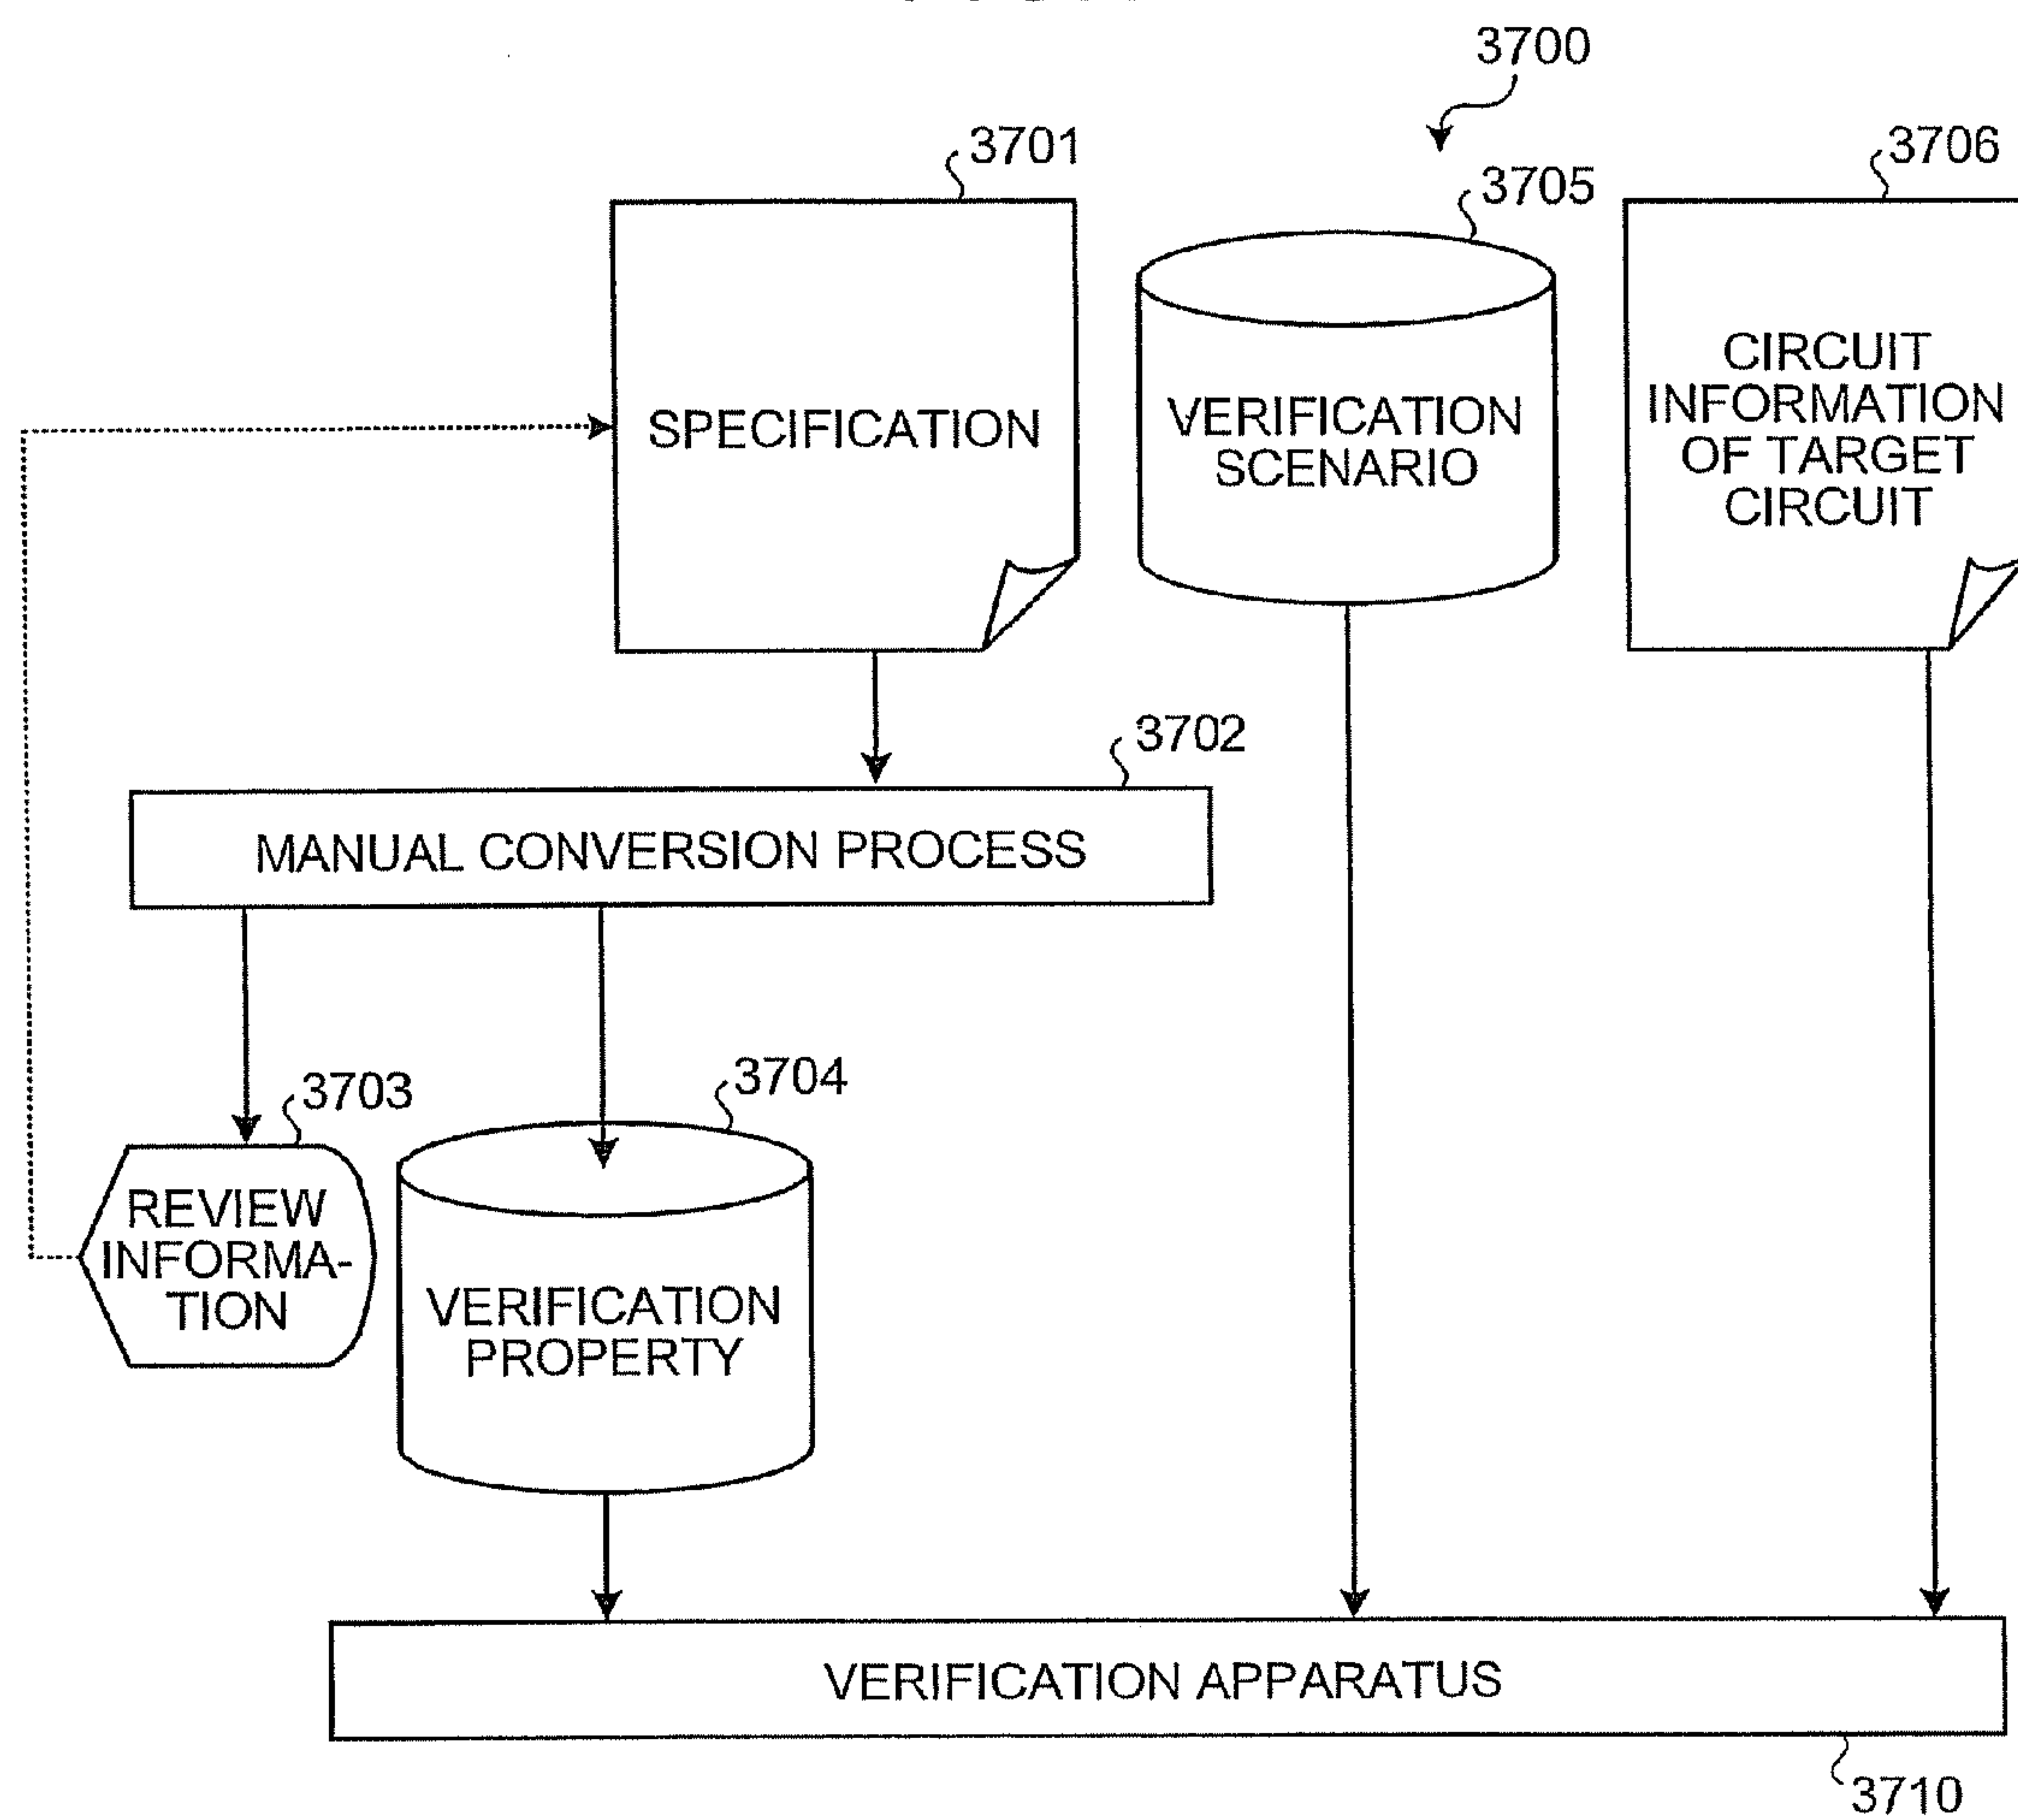 3700
3701
3706
3705
SPECIFICATION
VERIFICATION
SCENARIO
CIRCUIT
INFORMATION
OF TARGET
CIRCUIT
3702
MANUAL CONVERSION PROCESS
3703
3704
REVIEW
INFORMA-
TION
VERIFICATION
PROPERTY
VERIFICATION APPARATUS
3710